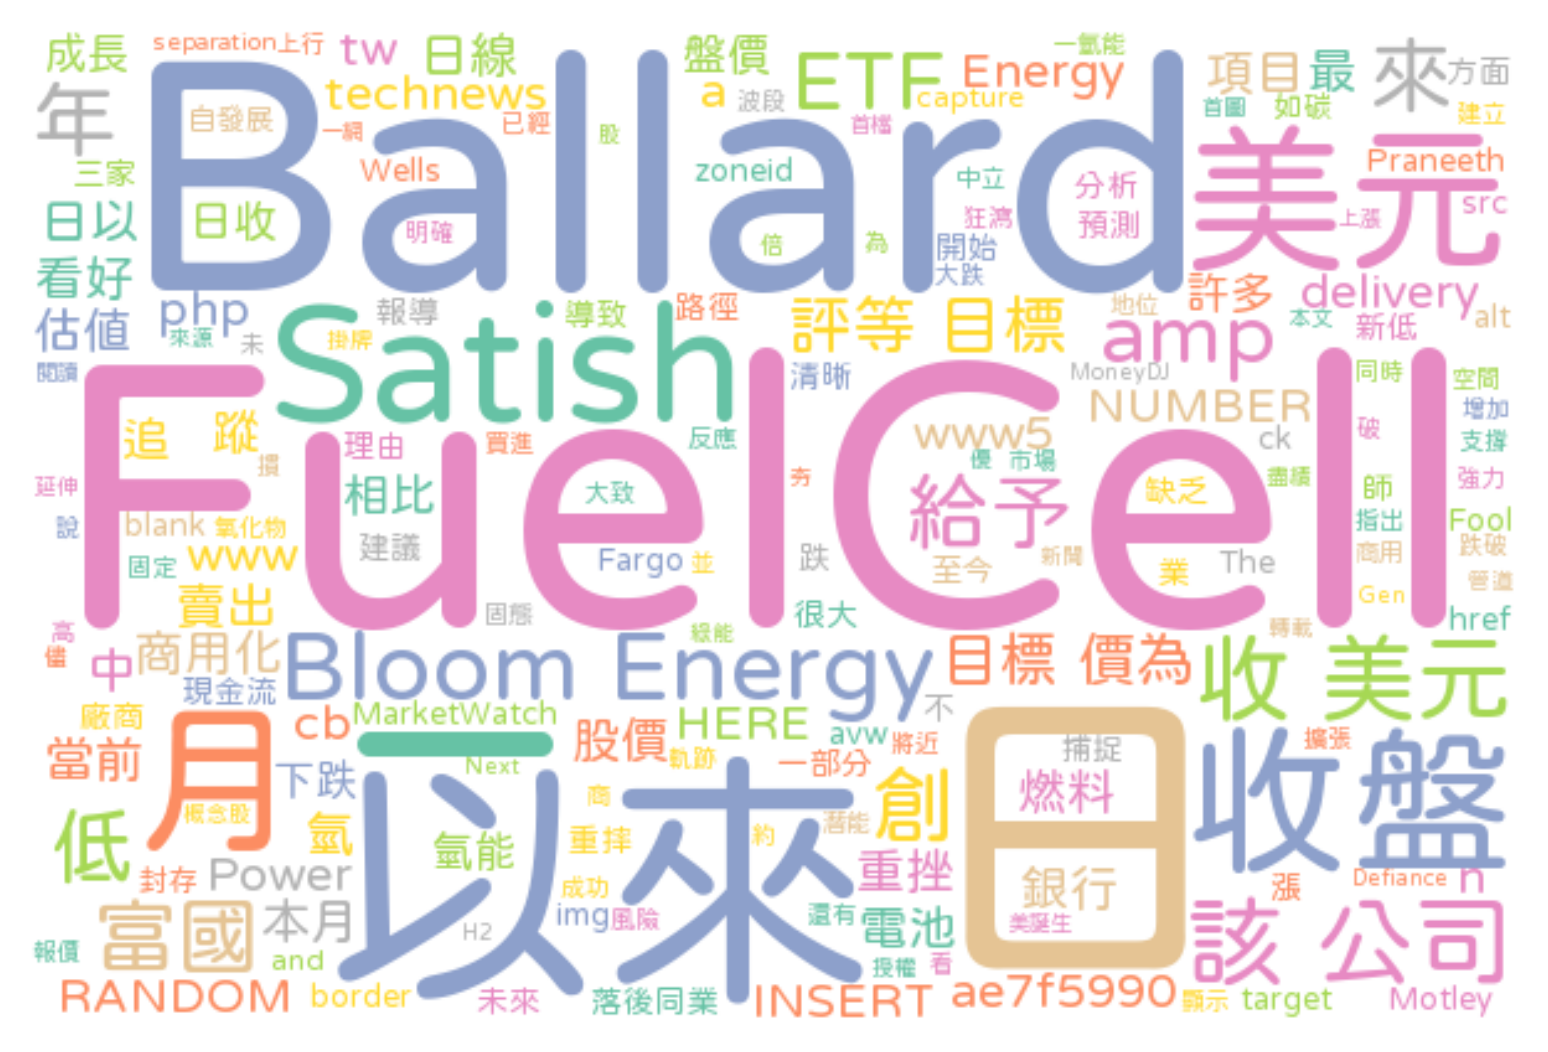 成長 separation上行 tw 日線 盤價 ETF Energy 一氫能 項目 最 來 方面
年 自發展 technews a 波段 capture 首圖 如碳 建立
Ballard
一網 已經 股 首檔 美元
三家 Wells zoneid 中立 分析 Praneeth
日以 日收 明確 倍 為 狂瀉 預測 上漲 src
看好 開始 大跌
估值 php 來源 未 報導 導致 路徑 評等 目標 地位 許多 delivery 本文 新低 alt
掛牌 Satish amp
閱讀 清晰 MoneyDJ 同時 空間
FuelCell
追 蹤 理由 買進 反應 www5 NUMBER ck 破 增加
摜 優 市場 支撐
延伸 相比 大致 夯 給予 缺乏 盡績 師 強力
說 blank 氧化物 指出 Fool
固定 www 建議 Fargo 並 跌 至今 新聞 業 The 商用 跌破
賣出 固態 很大 Gen 管道
高 綠能 轉載 href
儘 中 商用化 Bloom Energy 目標 價為 收 美元
現金流 不
廠商 cb MarketWatch 股價 HERE avw 將近 擴張
當前 月 下跌 一 Next 軌跡 一部分 日 捕捉 收盤
概念股 以來 商 創 燃料
低 氫 氫能 重摔 約 潛能
封存 Power 成功 重挫 銀行 漲 Defiance n
富國 本月 H2 img 風險 還有 電池 美誕生 該 公司
報價 and 授權 看
RANDOM border 未來 落後同業 INSERT ae7f5990 顯示 target Motley